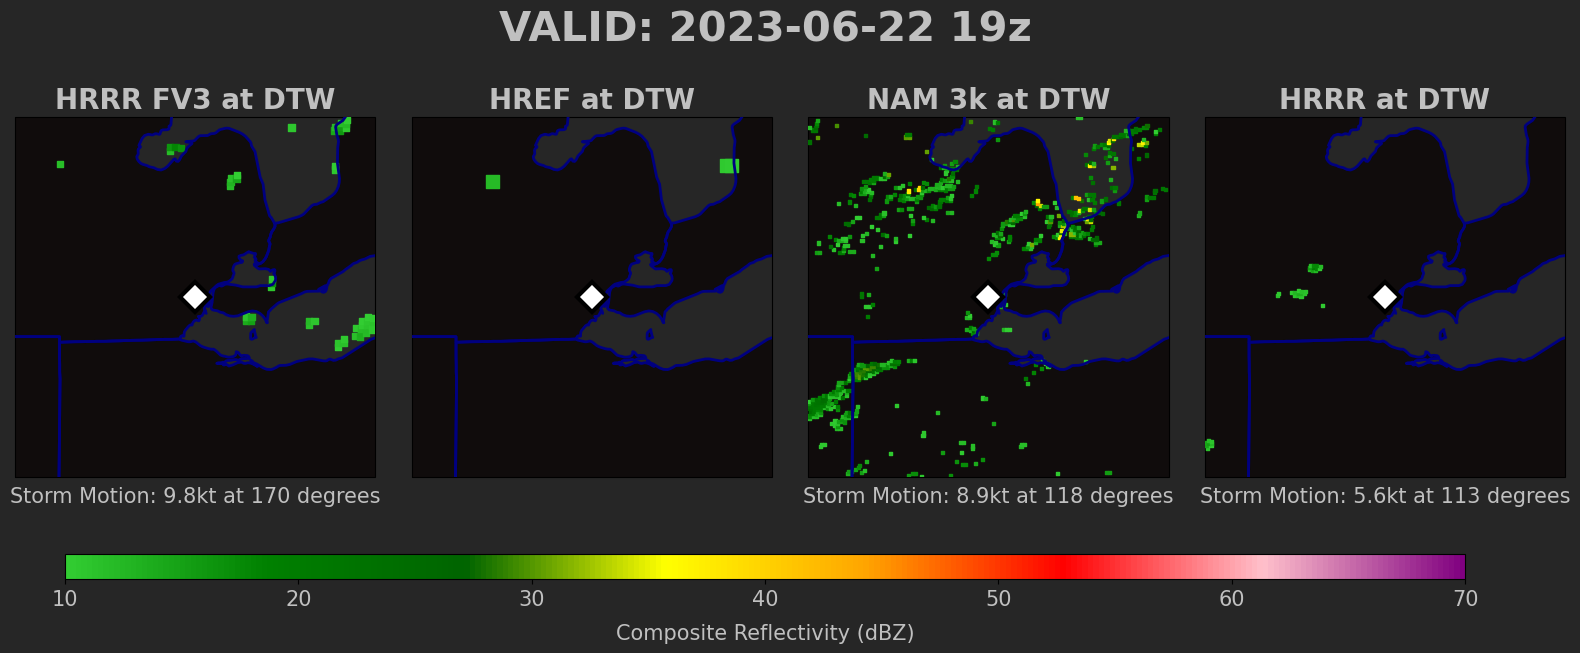 VALID: 2023-06-22 19z
HRRR FV3 at DTW
HREF at DTW
NAM 3k at DTW
HRRR at DTW
Storm Motion: 9.8kt at 170 degrees
Storm Motion: 8.9kt at 118 degrees
Storm Motion: 5.6kt at 113 degrees
10 20 30 40 50 60 70
Composite Reflectivity (dBZ)